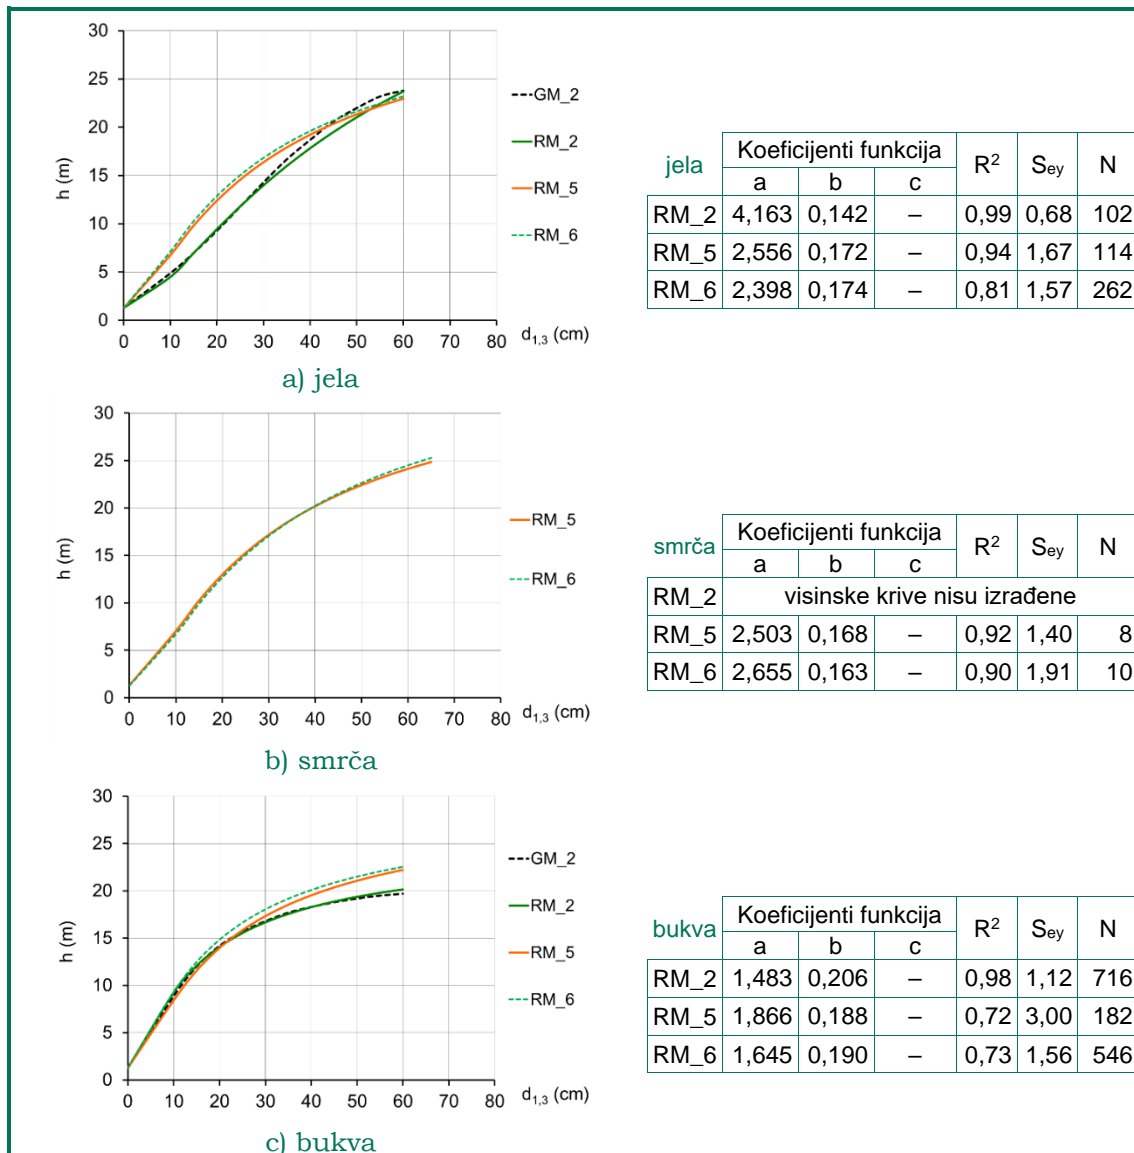 30
25
20
15
10
5
0
h (m)
0 10 20 30 40 50 60 70 80 d1,3 (cm)
GM_2
RM_2
RM_5
RM_6
a) jela
jela Koeficijenti funkcija R² Sey N
a b c
RM_2 4,163 0,142 – 0,99 0,68 102
RM_5 2,556 0,172 – 0,94 1,67 114
RM_6 2,398 0,174 – 0,81 1,57 262
30
25
20
15
10
5
0
h (m)
0 10 20 30 40 50 60 70 80 d1,3 (cm)
RM_5
RM_6
b) smrča
smrča Koeficijenti funkcija R² Sey N
a b c
RM_2 visinske krive nisu izrađene
RM_5 2,503 0,168 – 0,92 1,40 8
RM_6 2,655 0,163 – 0,90 1,91 10
30
25
20
15
10
5
0
h (m)
0 10 20 30 40 50 60 70 80 d1,3 (cm)
GM_2
RM_2
RM_5
RM_6
c) bukva
bukva Koeficijenti funkcija R² Sey N
a b c
RM_2 1,483 0,206 – 0,98 1,12 716
RM_5 1,866 0,188 – 0,72 3,00 182
RM_6 1,645 0,190 – 0,73 1,56 546